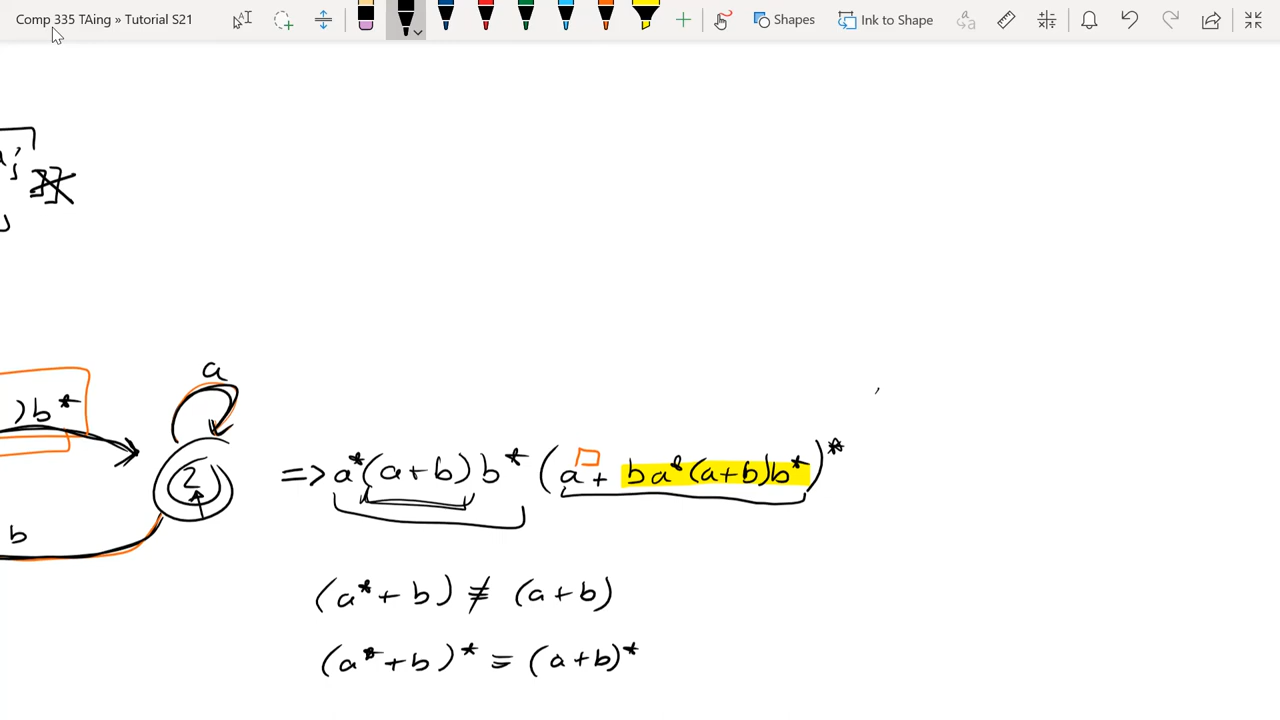 Comp 335 TAing » Tutorial S21
Shapes
Ink to Shape
a
)b*
2
b
=> a*(a+b)b*(a + ba*(a+b)b*)*
(a*+b) ≢ (a+b)
(a*+b)* ≡ (a+b)*